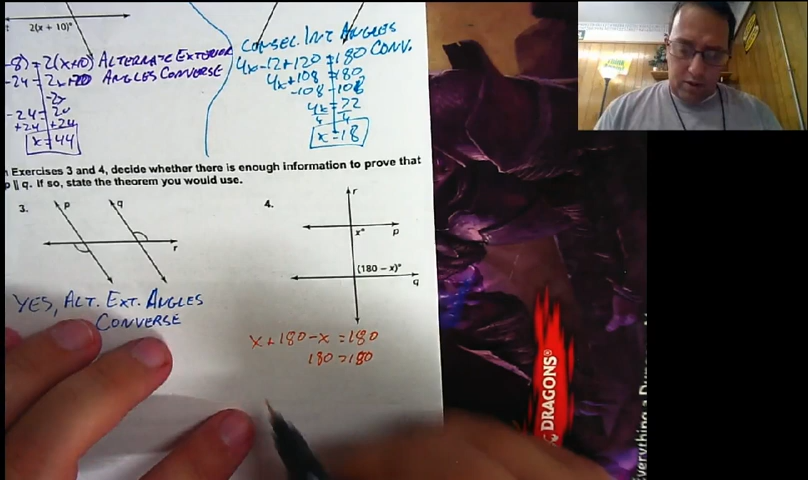 2(x + 10)°
-8) = 2(x+10) ALTERNATE EXTERIOR
-24 = 2x+20 ANGLES CONVERSE
-2x
-24 = 20
+24 +24
x = 44
CONSEC. INT ANGLES
4x-12+120 = 180 CONV.
4x+108 = 180
-108 108
4x = 72
4 4
x = 18
Exercises 3 and 4, decide whether there is enough information to prove that
p ∥ q. If so, state the theorem you would use.
3.
p
q
r
YES, ALT. EXT. ANGLES
CONVERSE
4.
r
x°
p
(180 − x)°
q
x + 180 - x = 180
180 = 180
DRAGONS®
Everything a Dun